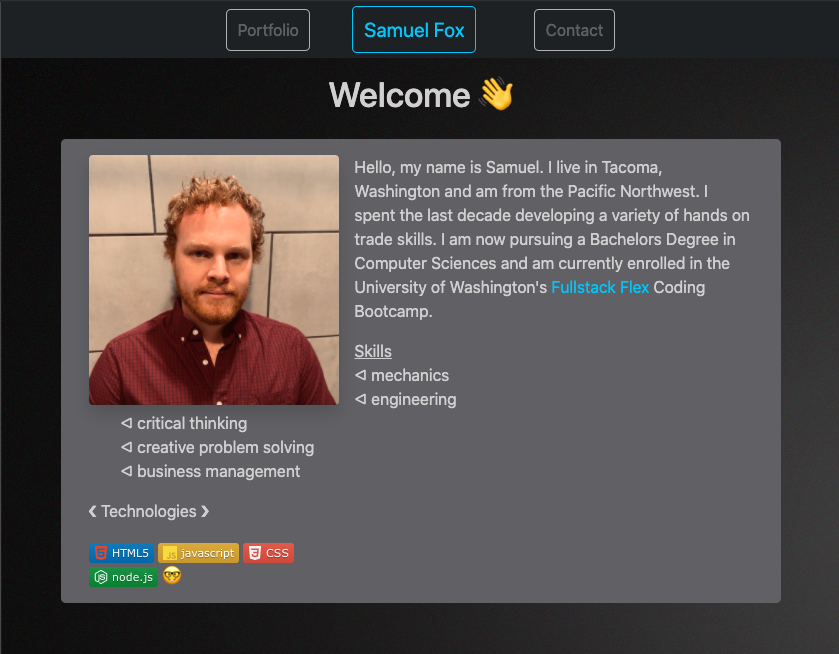 Portfolio
Samuel Fox
Contact
Welcome 👋
Hello, my name is Samuel. I live in Tacoma,
Washington and am from the Pacific Northwest. I
spent the last decade developing a variety of hands on
trade skills. I am now pursuing a Bachelors Degree in
Computer Sciences and am currently enrolled in the
University of Washington's Fullstack Flex Coding
Bootcamp.
Skills
ᐊ mechanics
ᐊ engineering
ᐊ critical thinking
ᐊ creative problem solving
ᐊ business management
❮ Technologies ❯
HTML5 JS javascript CSS
node.js 🤓